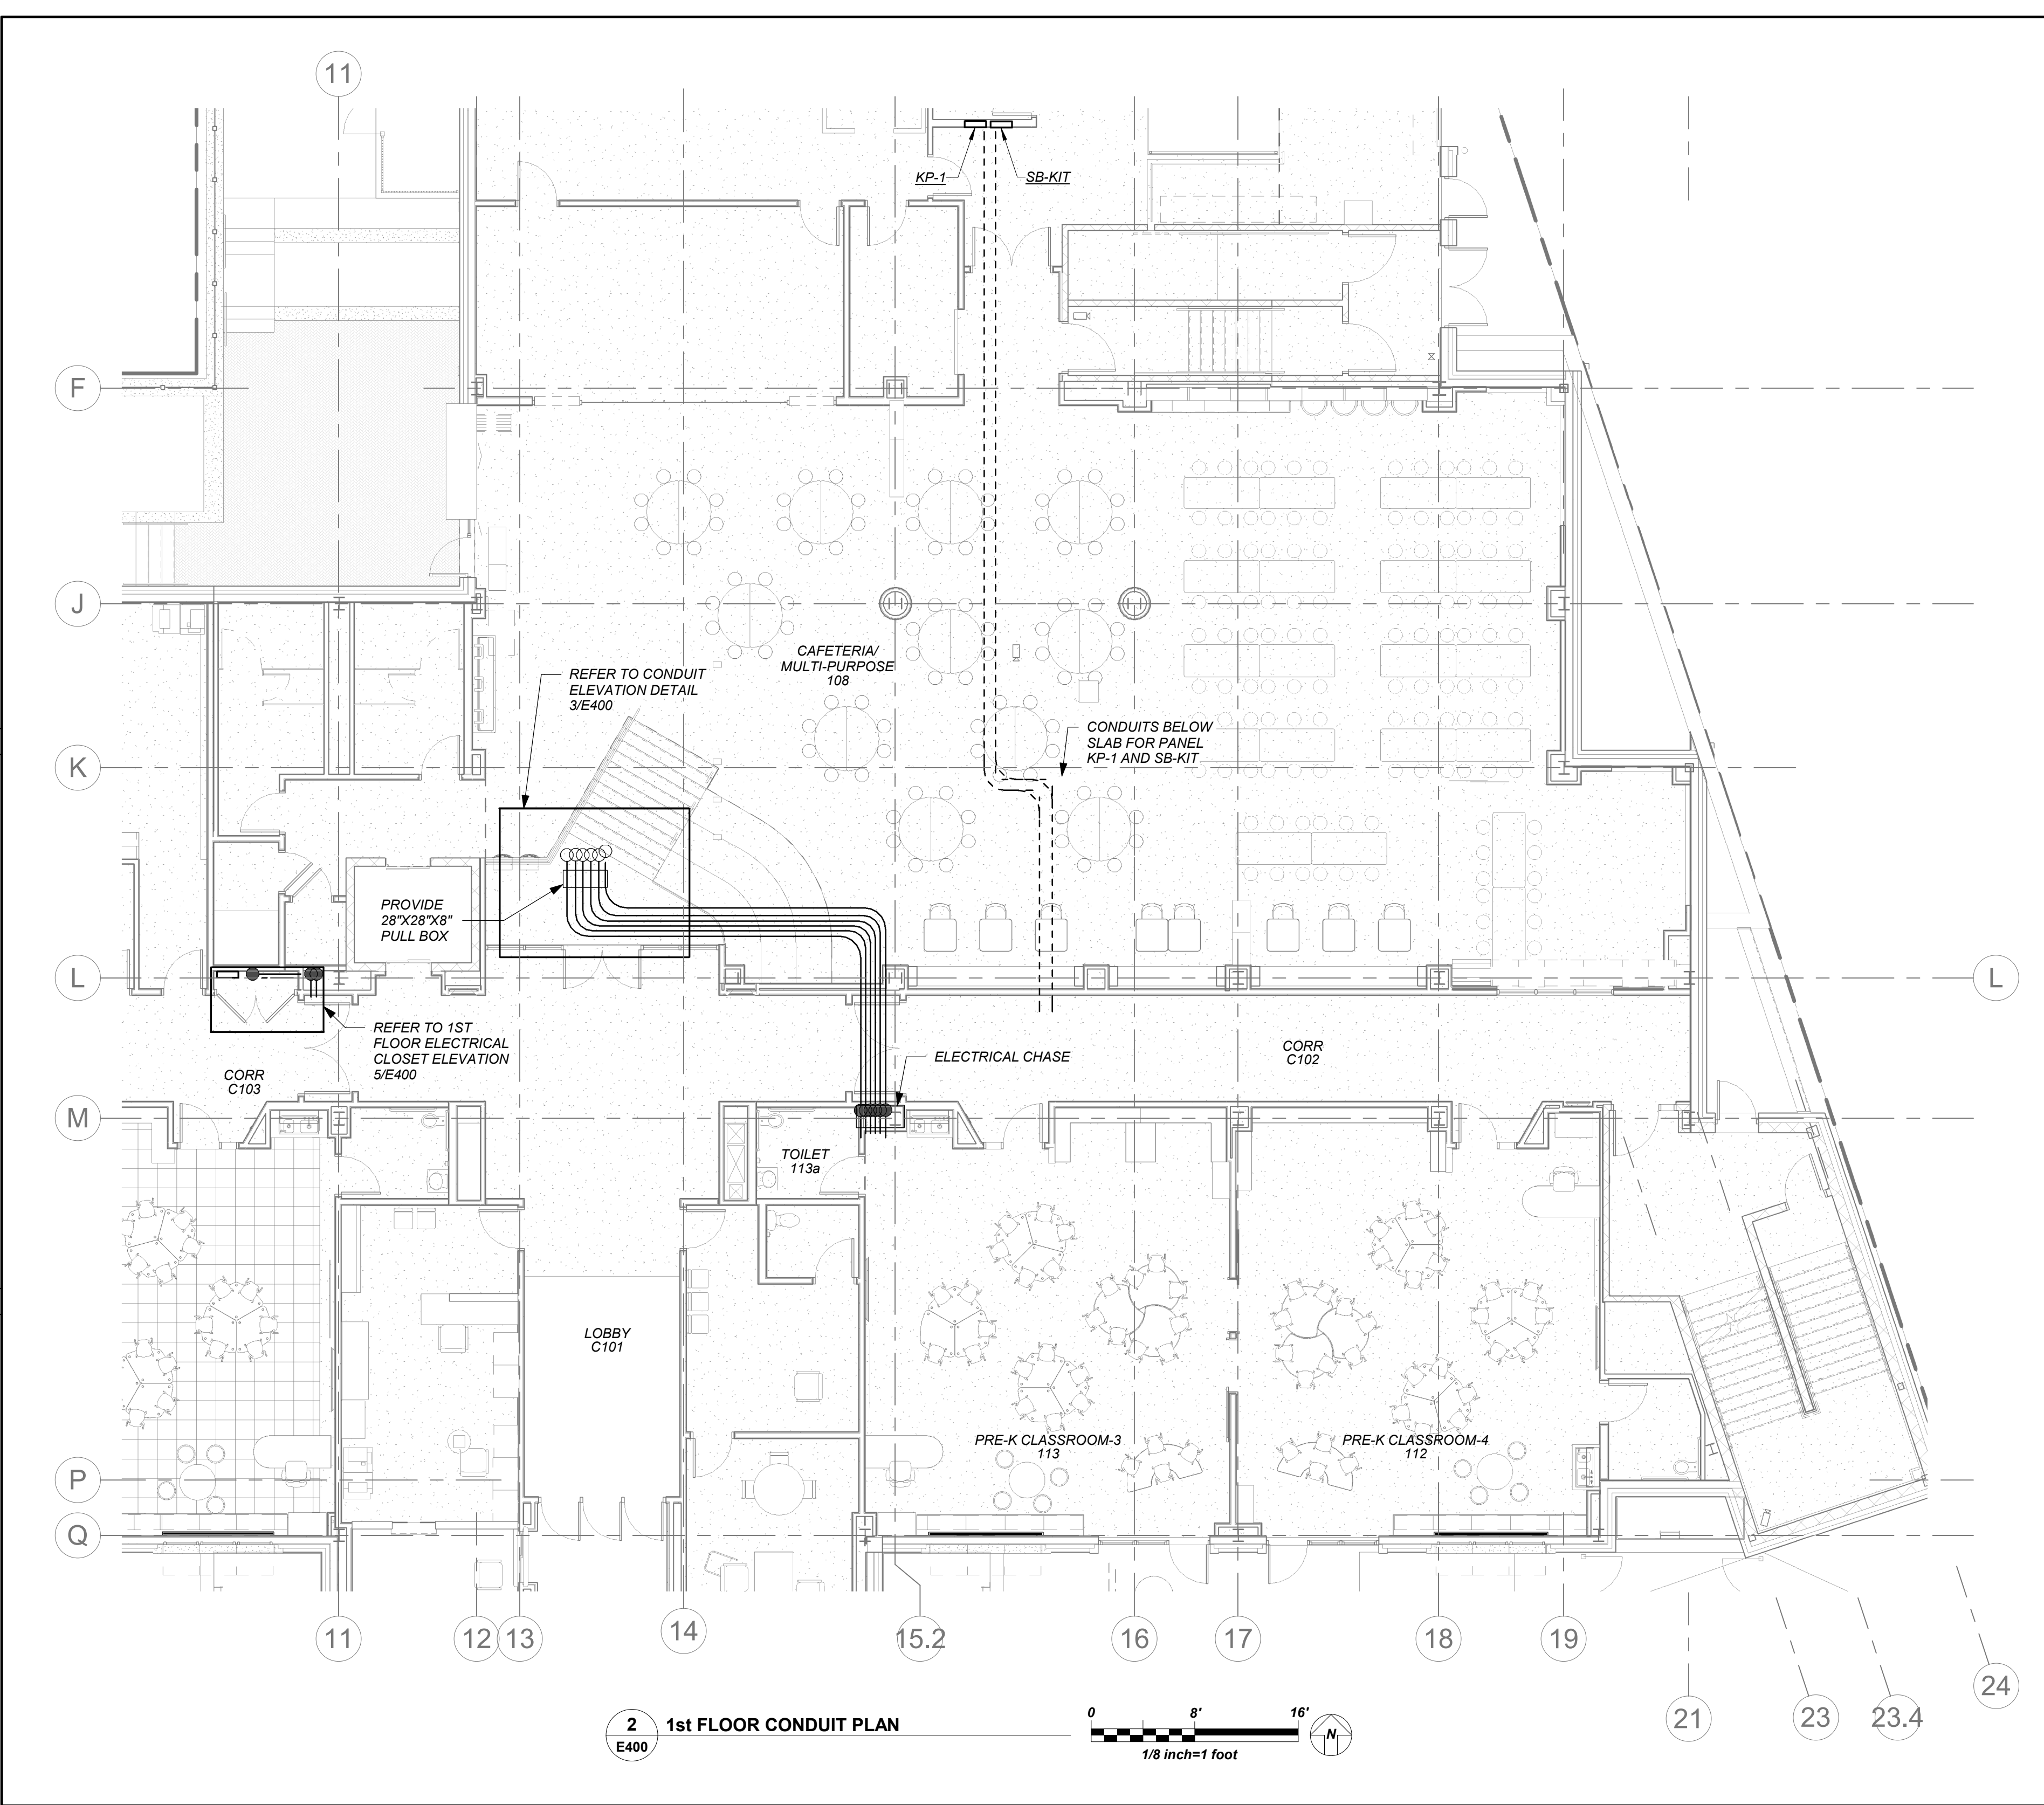 11
KP-1
SB-KIT
F
J
CAFETERIA/
MULTI-PURPOSE
108
REFER TO CONDUIT
ELEVATION DETAIL
3/E400
CONDUITS BELOW
SLAB FOR PANEL
KP-1 AND SB-KIT
K
PROVIDE
28"X28"X8"
PULL BOX
L
L
REFER TO 1ST
FLOOR ELECTRICAL
CLOSET ELEVATION
5/E400
CORR
C103
ELECTRICAL CHASE
CORR
C102
M
TOILET
113a
LOBBY
C101
PRE-K CLASSROOM-3
113
PRE-K CLASSROOM-4
112
P
Q
11
12
13
14
15.2
16
17
18
19
21
23
23.4
24
2
E400
1st FLOOR CONDUIT PLAN
0 8' 16'
1/8 inch=1 foot
N